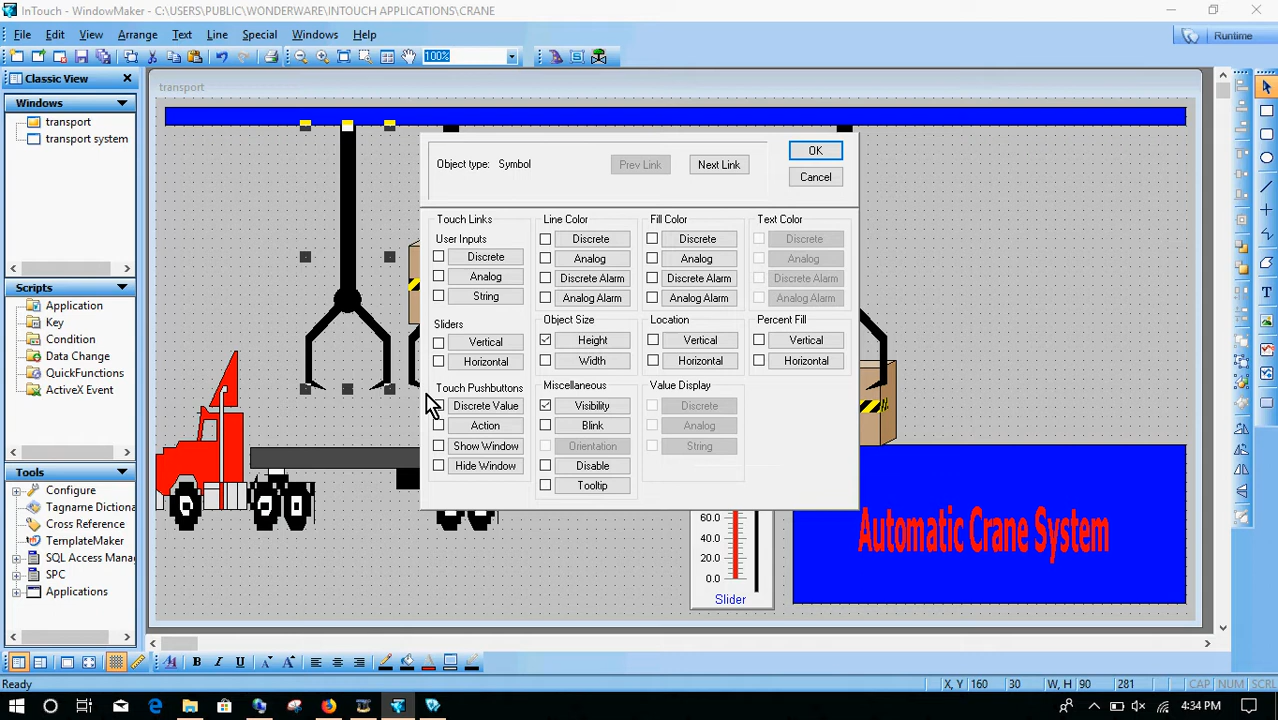 InTouch - WindowMaker - C:\USERS\PUBLIC\WONDERWARE\INTOUCH APPLICATIONS\CRANE
File Edit View Arrange Text Line Special Windows Help
Runtime
100%
Classic View
Windows
transport
transport system
Scripts
Application
Key
Condition
Data Change
QuickFunctions
ActiveX Event
Tools
Configure
Tagname Dictiona
Cross Reference
TemplateMaker
SQL Access Manag
SPC
Applications
transport
Object type: Symbol
Prev Link
Next Link
OK
Cancel
Touch Links
User Inputs
Discrete
Analog
String
Sliders
Vertical
Horizontal
Touch Pushbuttons
Discrete Value
Action
Show Window
Hide Window
Line Color
Discrete
Analog
Discrete Alarm
Analog Alarm
Object Size
Height
Width
Miscellaneous
Visibility
Blink
Orientation
Disable
Tooltip
Fill Color
Discrete
Analog
Discrete Alarm
Analog Alarm
Location
Vertical
Horizontal
Value Display
Discrete
Analog
String
Text Color
Discrete
Analog
Discrete Alarm
Analog Alarm
Percent Fill
Vertical
Horizontal
60.0
40.0
20.0
0.0
Slider
Automatic Crane System
B I U
Ready
X, Y 160 30 W, H 90 281 CAP NUM SCRL
4:34 PM